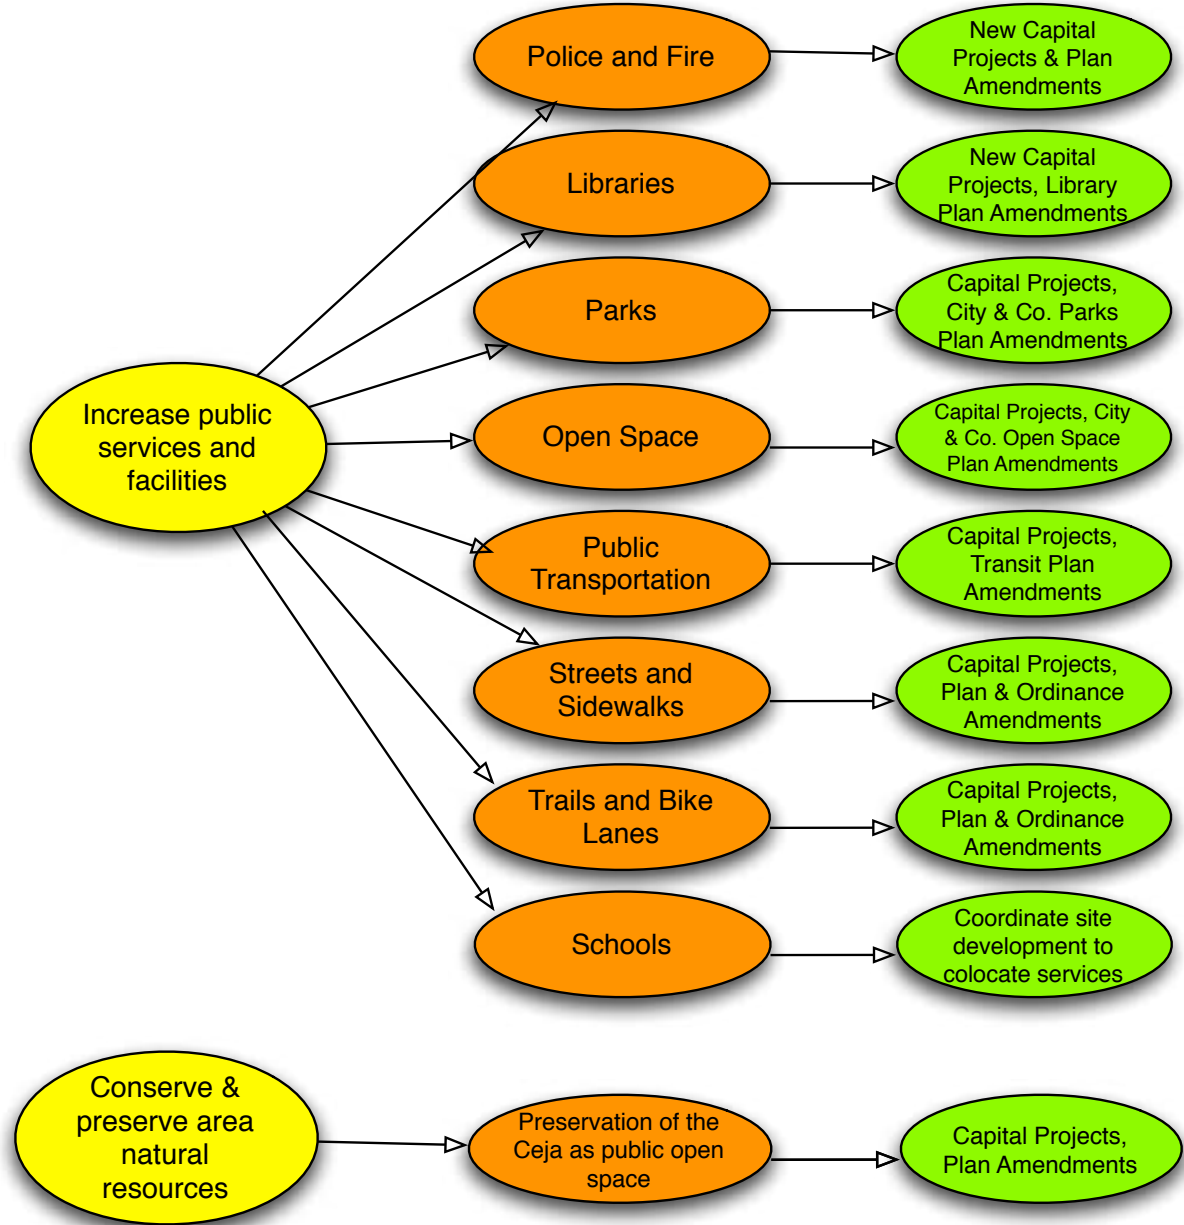 Police and Fire
New Capital
Projects & Plan
Amendments
Libraries
New Capital
Projects, Library
Plan Amendments
Parks
Capital Projects,
City & Co. Parks
Plan Amendments
Increase public
services and
facilities
Open Space
Capital Projects, City
& Co. Open Space
Plan Amendments
Public
Transportation
Capital Projects,
Transit Plan
Amendments
Streets and
Sidewalks
Capital Projects,
Plan & Ordinance
Amendments
Trails and Bike
Lanes
Capital Projects,
Plan & Ordinance
Amendments
Schools
Coordinate site
development to
colocate services
Conserve &
preserve area
natural
resources
Preservation of the
Ceja as public open
space
Capital Projects,
Plan Amendments